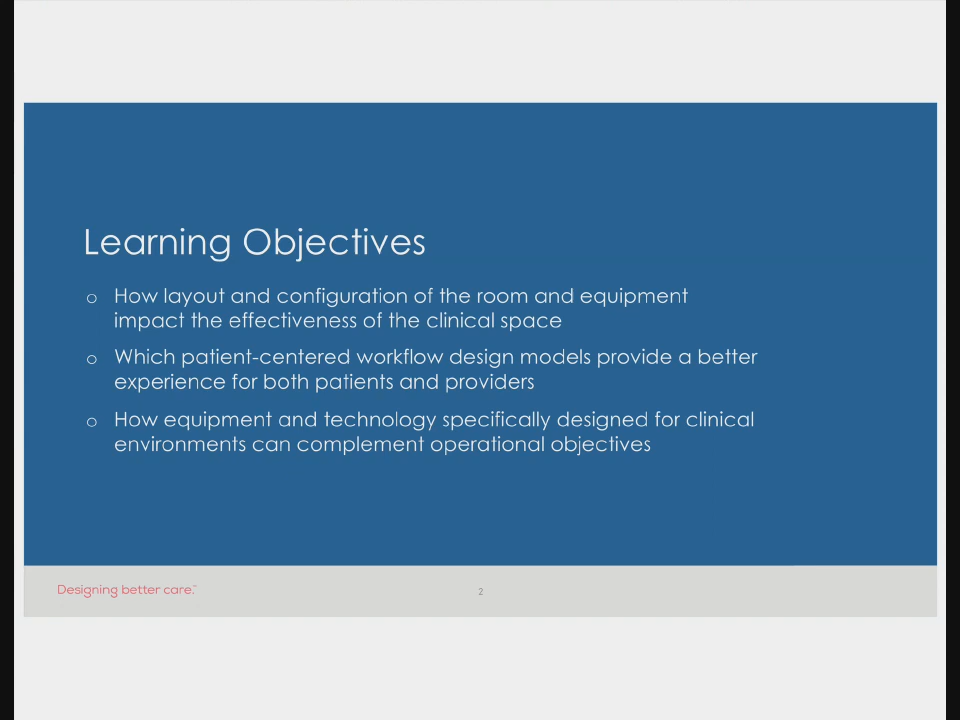 Learning Objectives
o How layout and configuration of the room and equipment
impact the effectiveness of the clinical space
o Which patient-centered workflow design models provide a better
experience for both patients and providers
o How equipment and technology specifically designed for clinical
environments can complement operational objectives
Designing better care.™
2